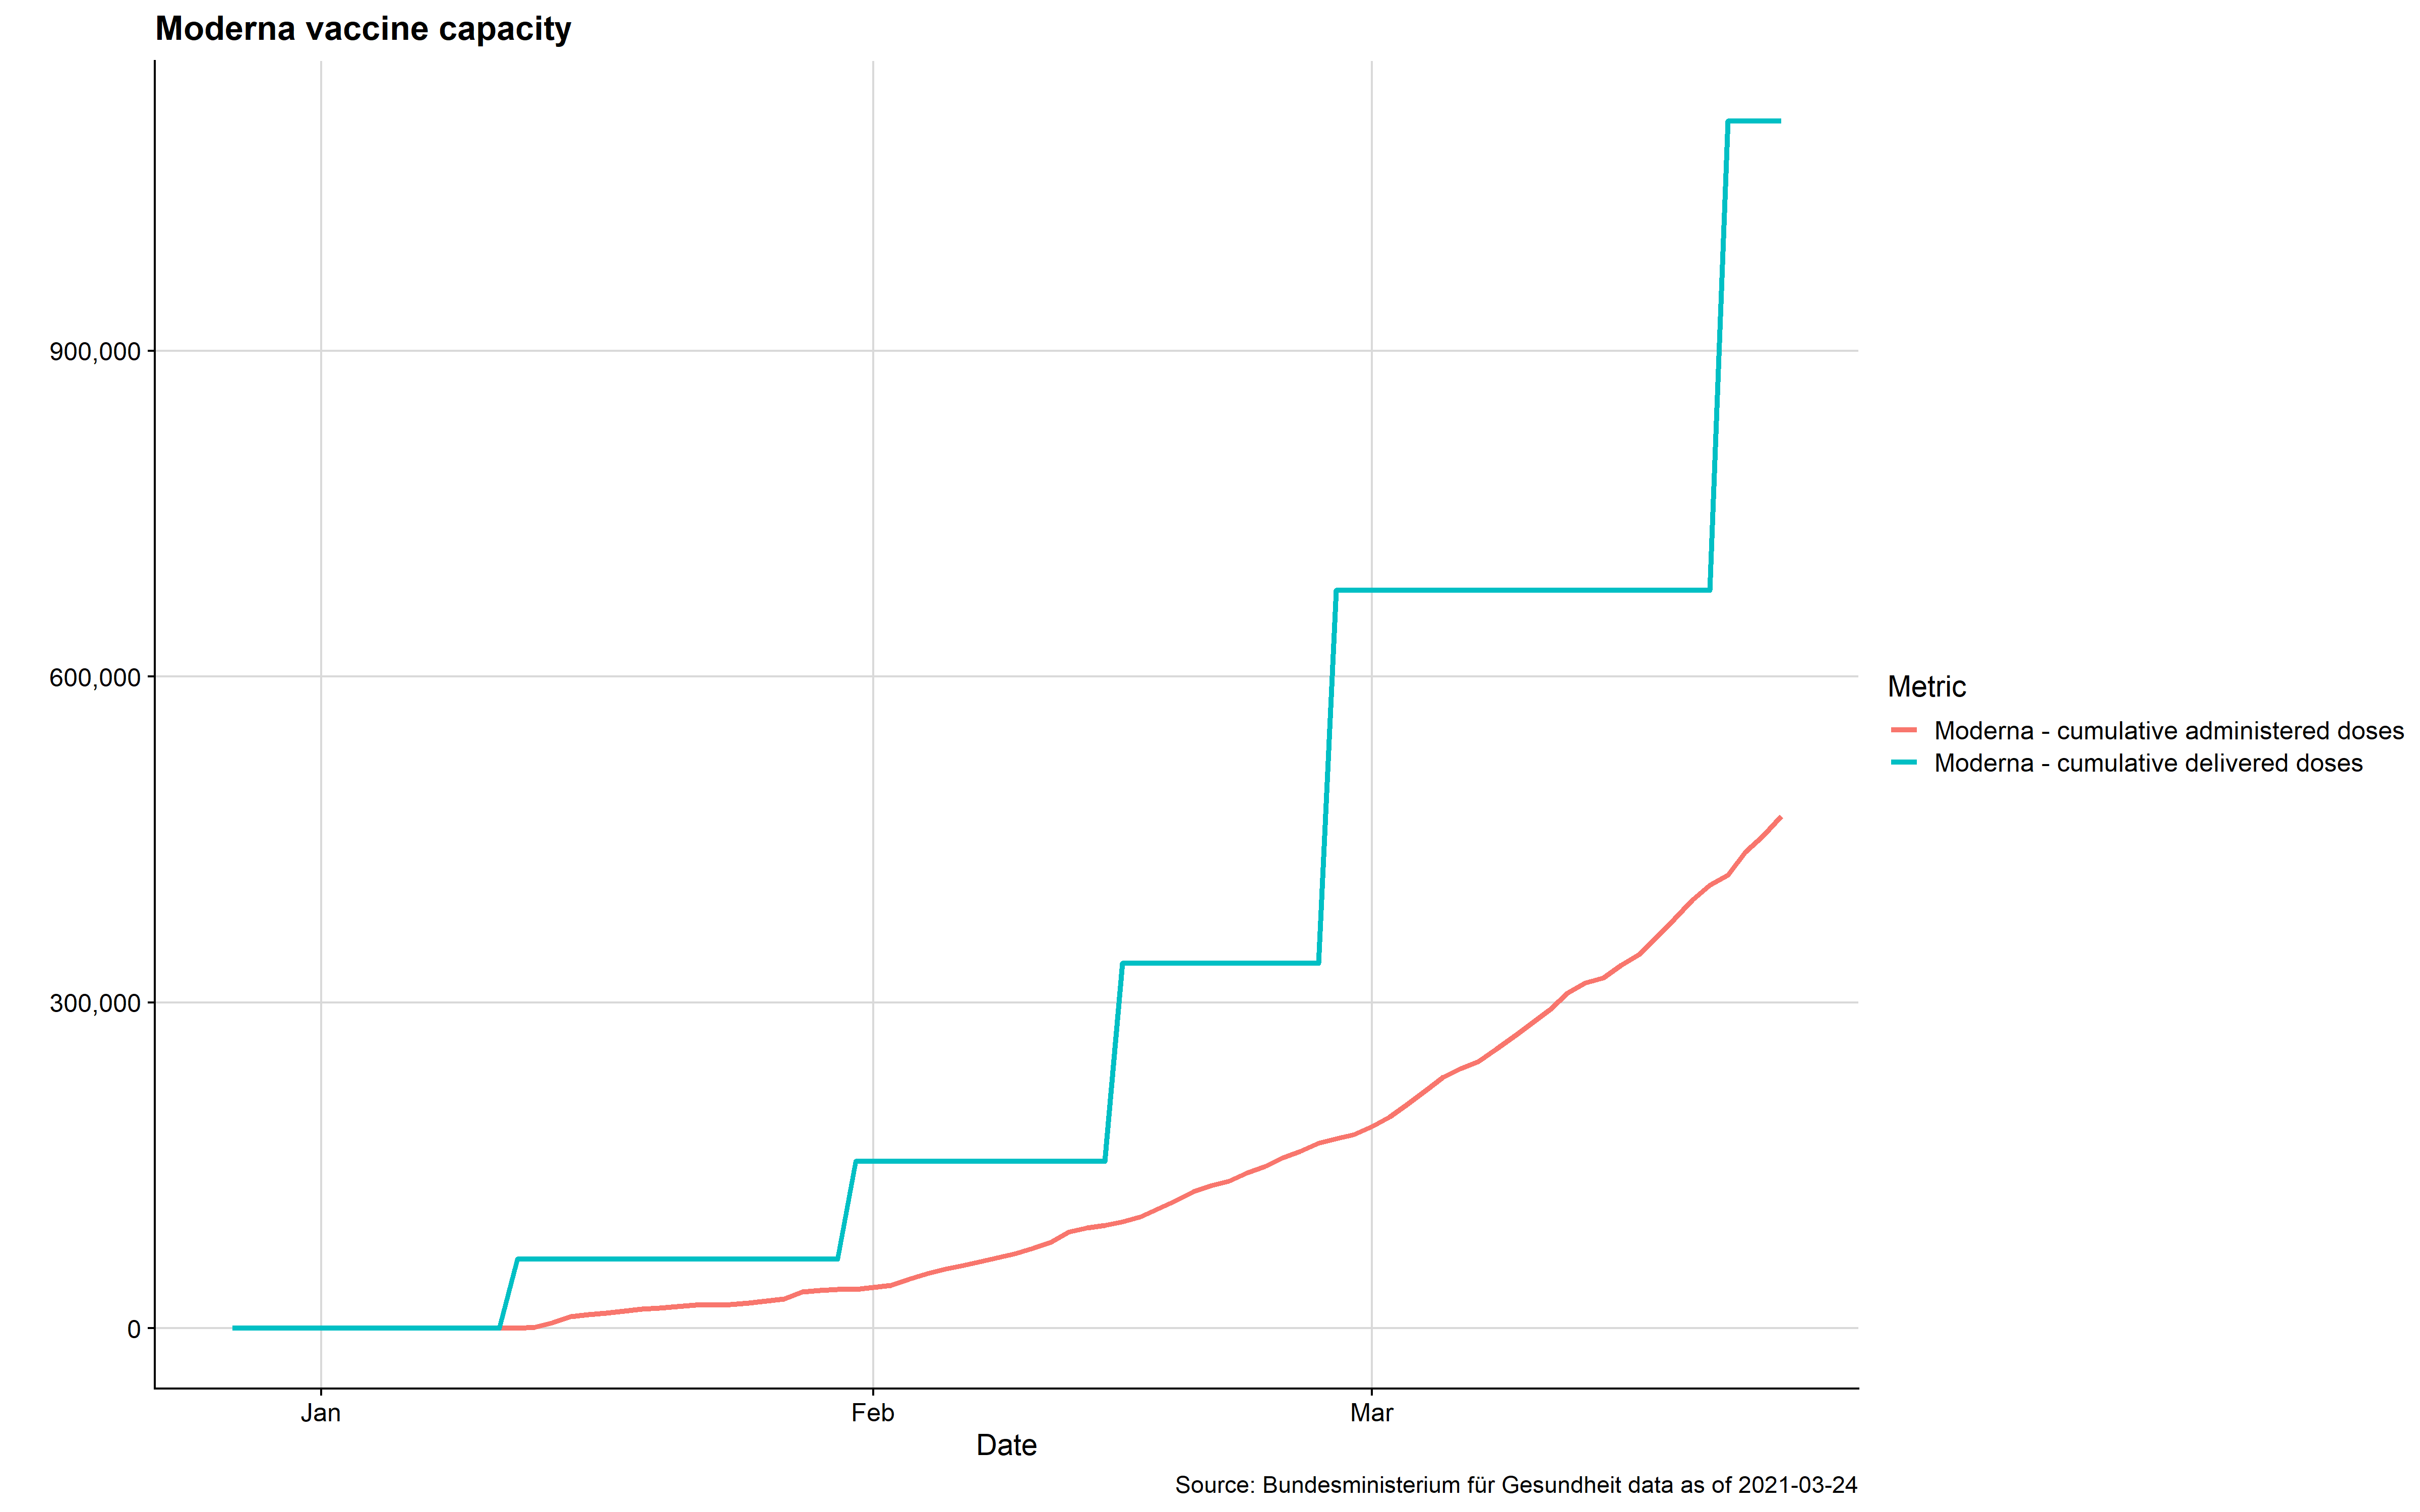 Moderna vaccine capacity
900,000
600,000
300,000
0
Jan
Feb
Mar
Date
Metric
Moderna - cumulative administered doses
Moderna - cumulative delivered doses
Source: Bundesministerium für Gesundheit data as of 2021-03-24